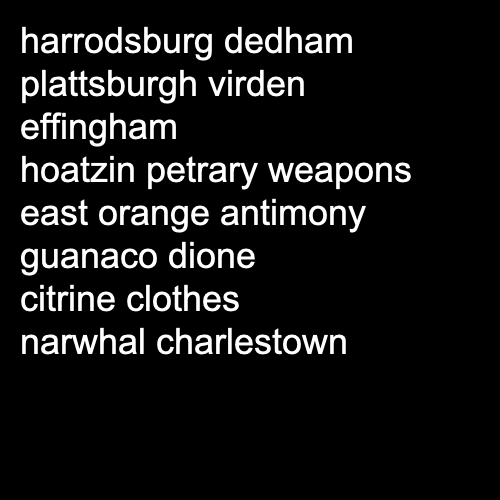 harrodsburg dedham
plattsburgh virden
effingham
hoatzin petrary weapons
east orange antimony
guanaco dione
citrine clothes
narwhal charlestown